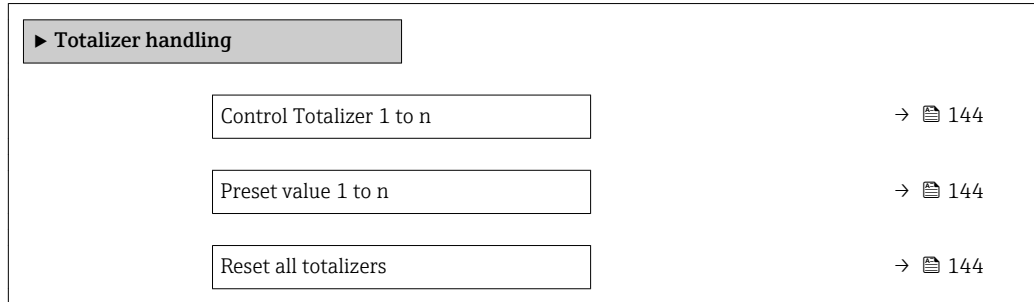 ► Totalizer handling
Control Totalizer 1 to n → 🖹 144
Preset value 1 to n → 🖹 144
Reset all totalizers → 🖹 144